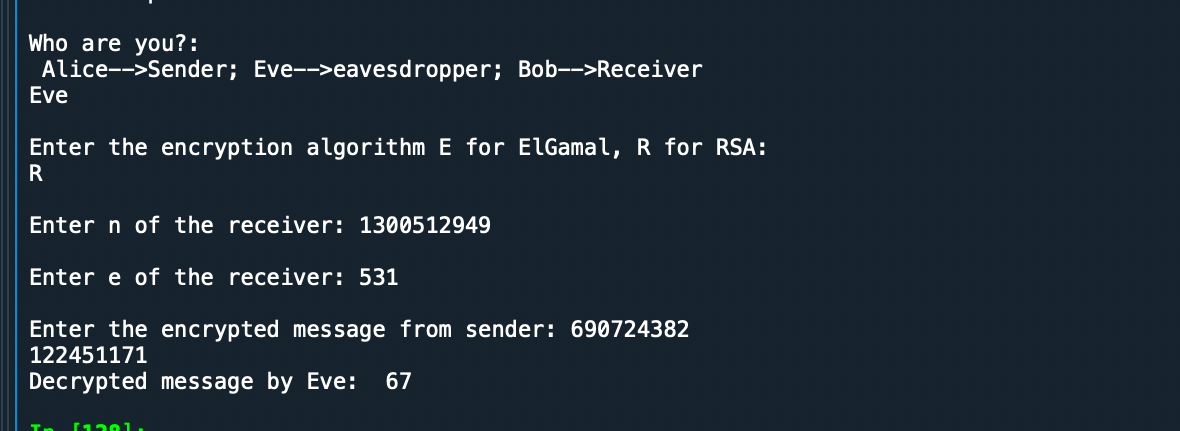 Who are you?:
Alice-->Sender; Eve-->eavesdropper; Bob-->Receiver
Eve
Enter the encryption algorithm E for ElGamal, R for RSA:
R
Enter n of the receiver: 1300512949
Enter e of the receiver: 531
Enter the encrypted message from sender: 690724382
122451171
Decrypted message by Eve:  67